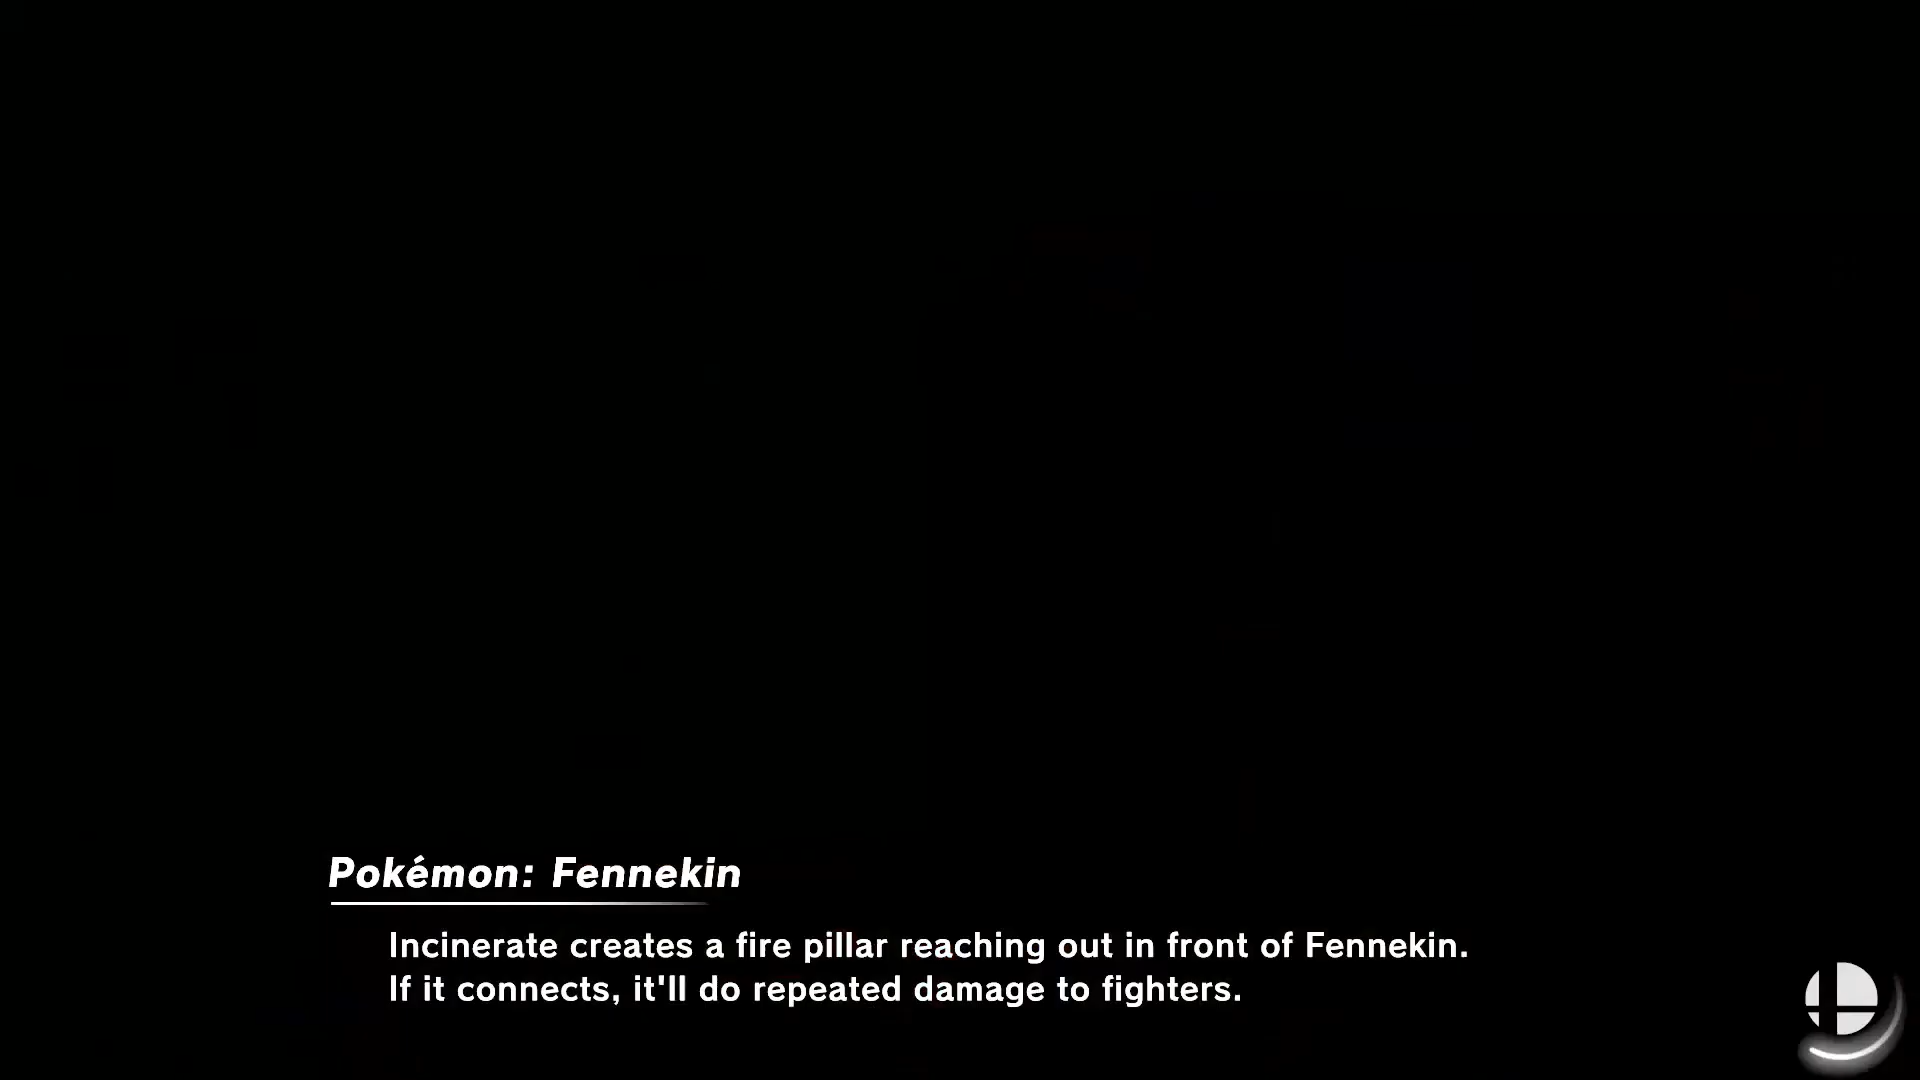 Pokémon: Fennekin
Incinerate creates a fire pillar reaching out in front of Fennekin.
If it connects, it'll do repeated damage to fighters.